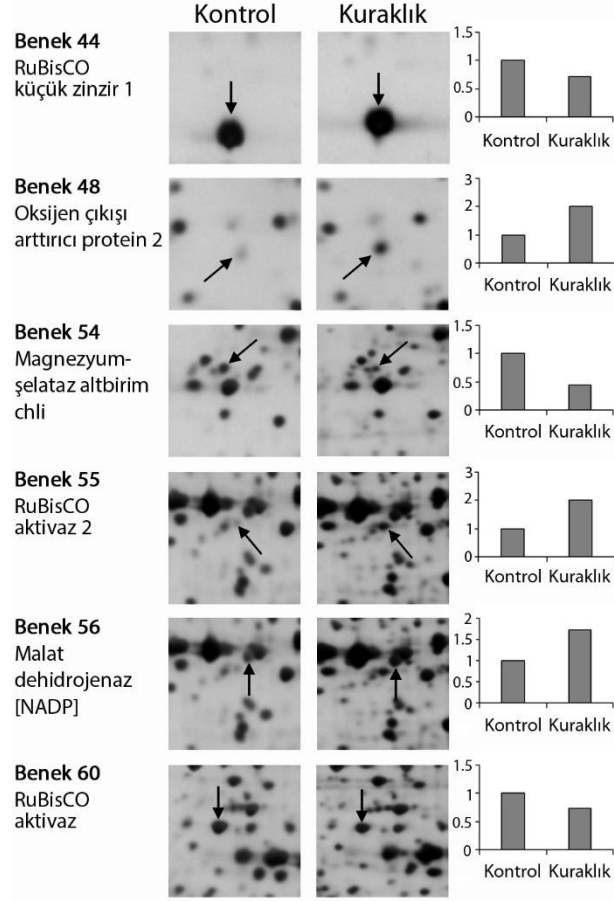 Kontrol Kuraklık
Benek 44
RuBisCO
küçük zinzir 1
1.5
1
0.5
0
Kontrol Kuraklık
Benek 48
Oksijen çıkışı
arttırıcı protein 2
3
2
1
0
Kontrol Kuraklık
Benek 54
Magnezyum-
şelataz altbirim
chli
1.5
1
0.5
0
Kontrol Kuraklık
Benek 55
RuBisCO
aktivaz 2
3
2
1
0
Kontrol Kuraklık
Benek 56
Malat
dehidrojenaz
[NADP]
2
1.5
1
0.5
0
Kontrol Kuraklık
Benek 60
RuBisCO
aktivaz
1.5
1
0.5
0
Kontrol Kuraklık